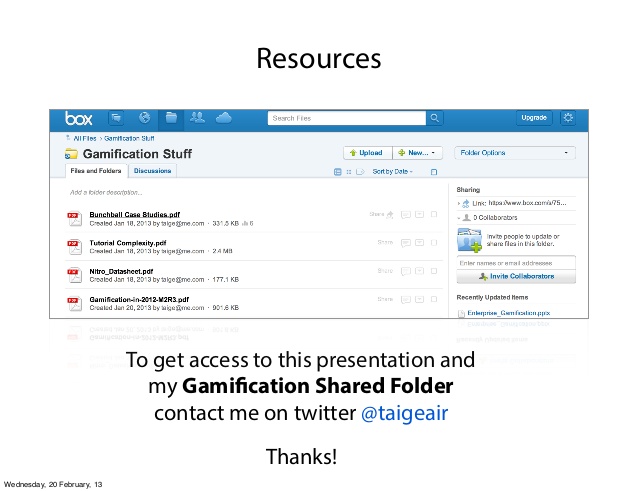 Resources
box
Search Files
Upgrade
All Files › Gamification Stuff
Gamification Stuff
Upload
New...
Folder Options
Files and Folders
Discussions
Sort by Date
Add a folder description...
Bunchball Case Studies.pdf
Created Jan 18, 2013 by taige@me.com · 331.5 KB 6
Share
Tutorial Complexity.pdf
Created Jan 18, 2013 by taige@me.com · 2.4 MB
Share
Nitro_Datasheet.pdf
Created Jan 18, 2013 by taige@me.com · 177.1 KB
Share
Gamification-in-2012-M2R3.pdf
Created Jan 20, 2013 by taige@me.com · 901.6 KB
Share
Sharing
Link: https://www.box.com/s/75...
0 Collaborators
Invite people to update or
share files in this folder.
Enter names or email addresses
Invite Collaborators
Recently Updated Items
Enterprise_Gamification.pptx
To get access to this presentation and
my Gamification Shared Folder
contact me on twitter @taigeair
Thanks!
Wednesday, 20 February, 13